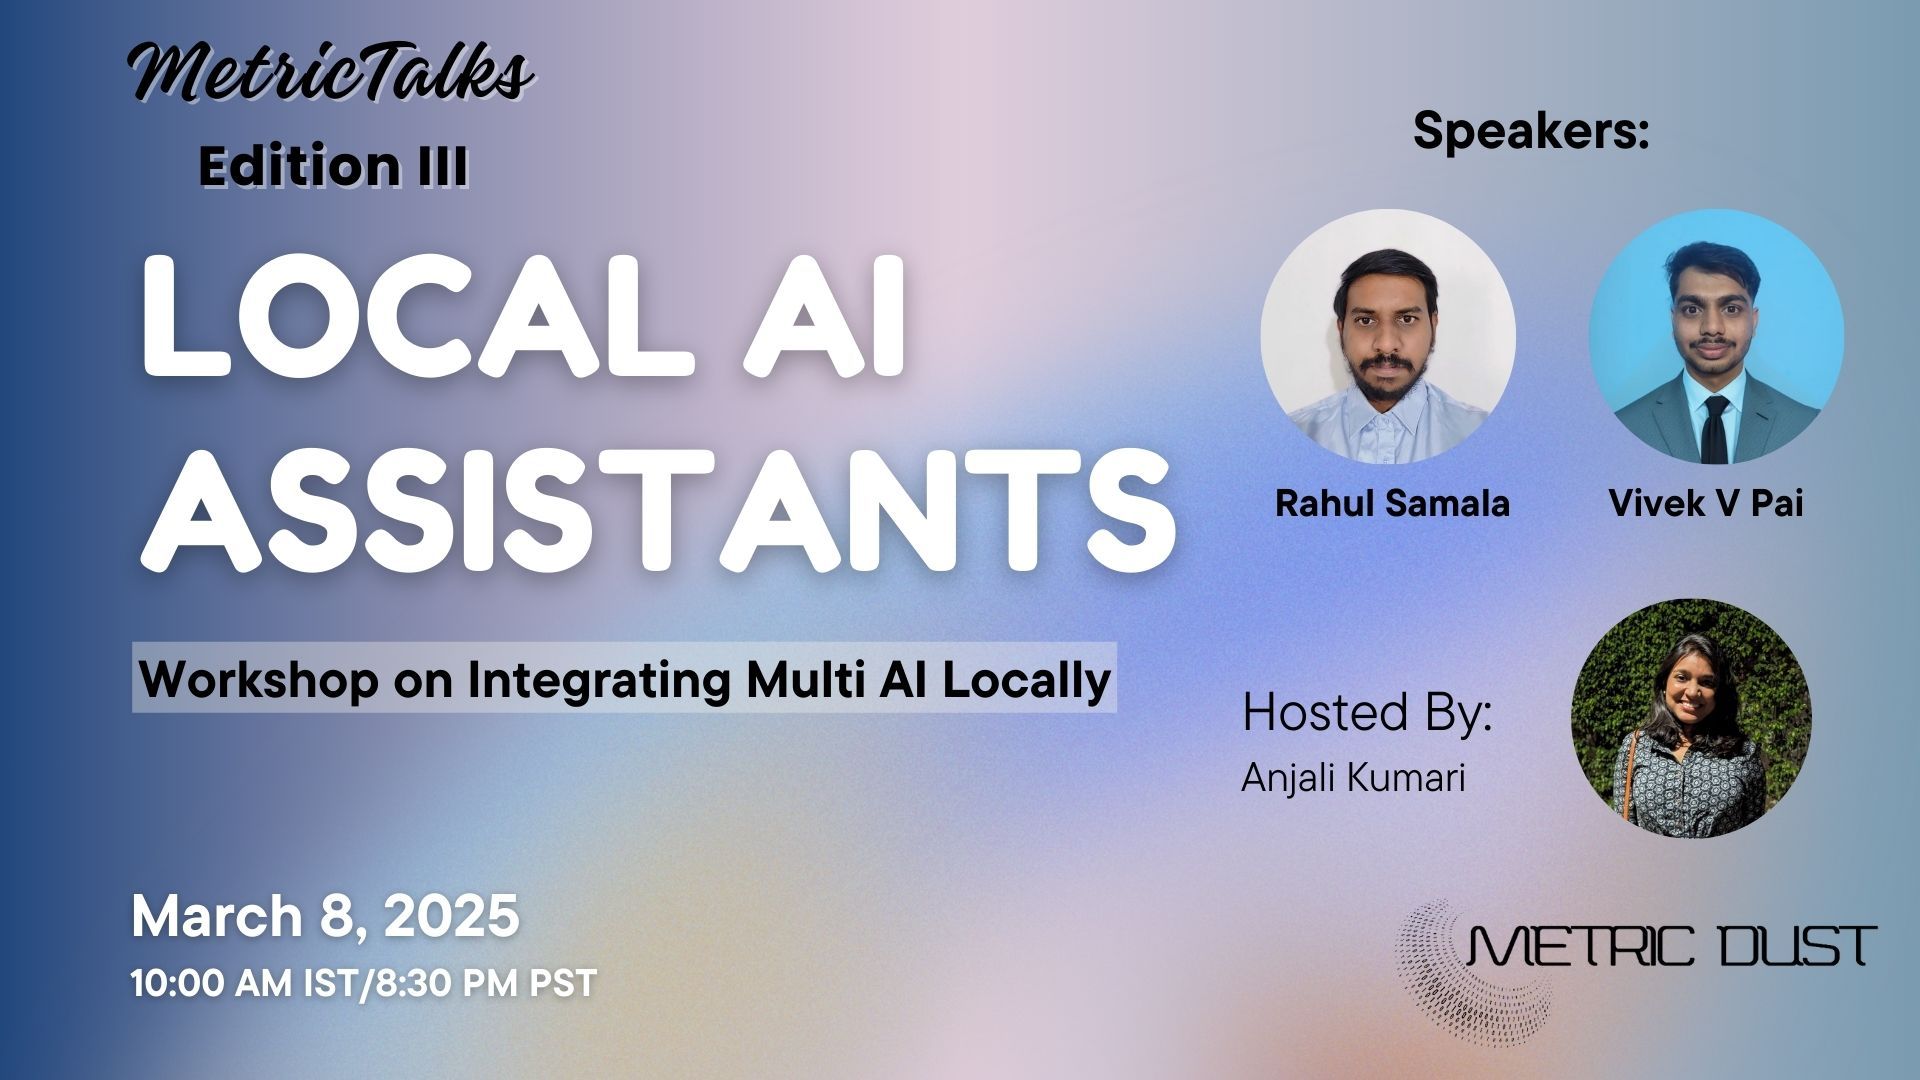 MetricTalks
Edition III
LOCAL AI
ASSISTANTS
Workshop on Integrating Multi AI Locally
March 8, 2025
10:00 AM IST/8:30 PM PST
Speakers:
Rahul Samala
Vivek V Pai
Hosted By:
Anjali Kumari
METRIC DUST